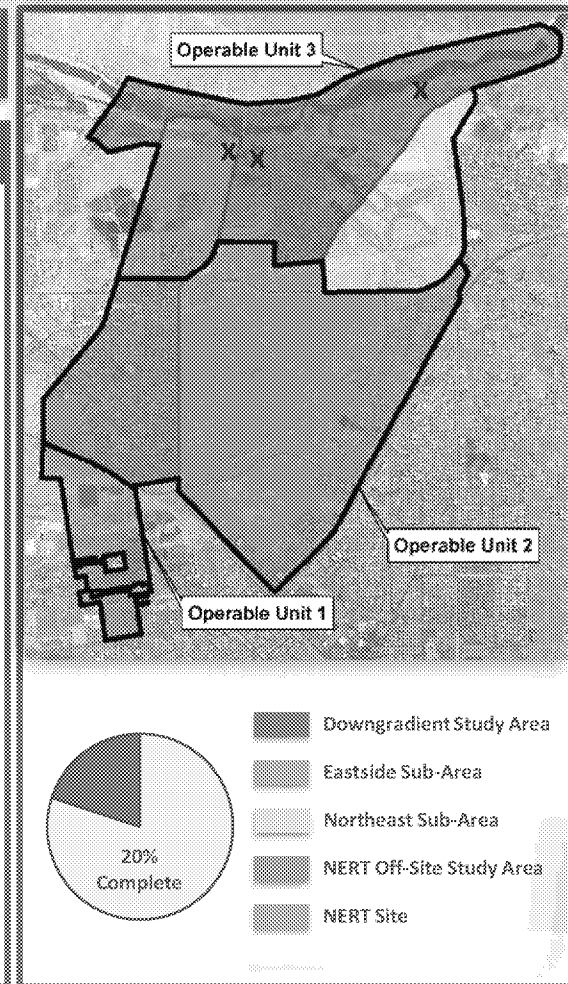 Operable Unit 3
X
X X
Operable Unit 2
Operable Unit 1
20%
Complete
Downgradient Study Area
Eastside Sub-Area
Northeast Sub-Area
NERT Off-Site Study Area
NERT Site